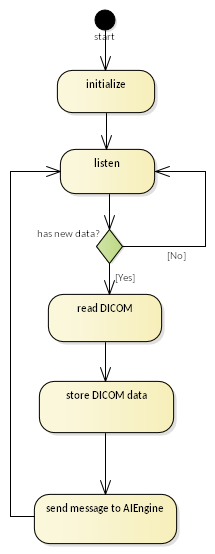 start
initialize
listen
has new data?
[No]
[Yes]
read DICOM
store DICOM data
send message to AIEngine